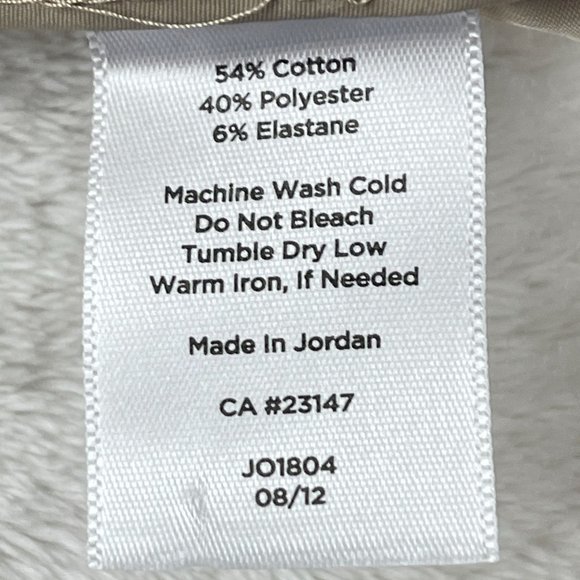 54% Cotton
40% Polyester
6% Elastane
Machine Wash Cold
Do Not Bleach
Tumble Dry Low
Warm Iron, If Needed
Made In Jordan
CA #23147
JO1804
08/12